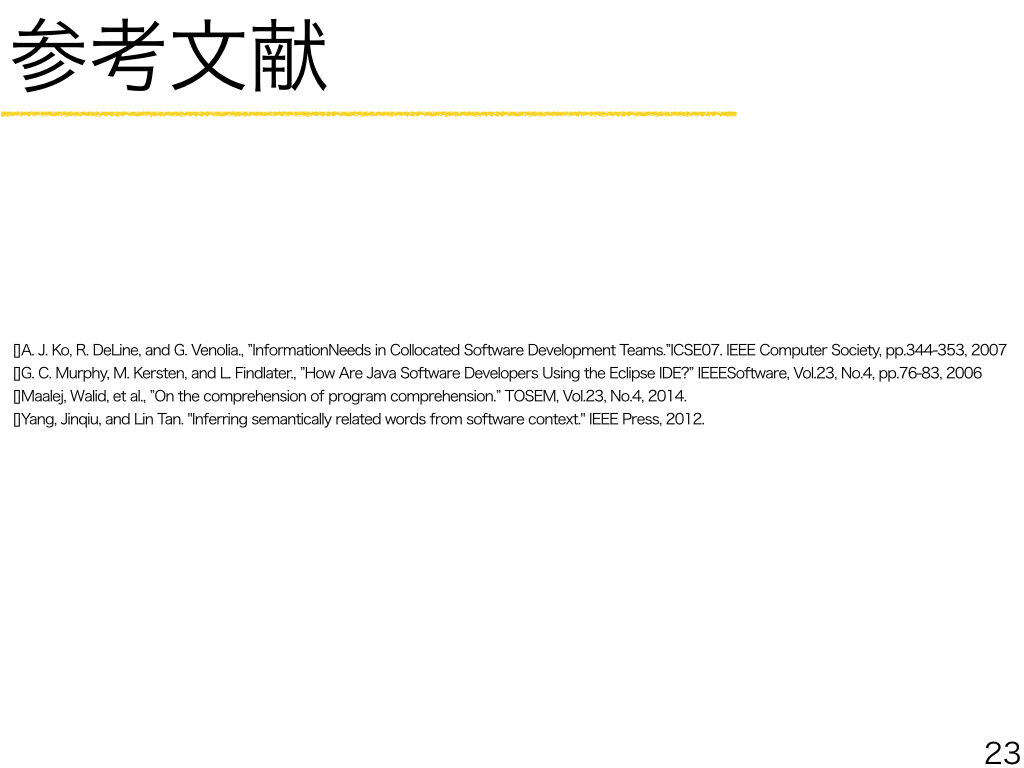 参考文献
[]A. J. Ko, R. DeLine, and G. Venolia., ”InformationNeeds in Collocated Software Development Teams.”ICSE07. IEEE Computer Society, pp.344-353, 2007
[]G. C. Murphy, M. Kersten, and L. Findlater., ”How Are Java Software Developers Using the Eclipse IDE?” IEEESoftware, Vol.23, No.4, pp.76-83, 2006
[]Maalej, Walid, et al., ”On the comprehension of program comprehension.” TOSEM, Vol.23, No.4, 2014.
[]Yang, Jinqiu, and Lin Tan. "Inferring semantically related words from software context." IEEE Press, 2012.
23